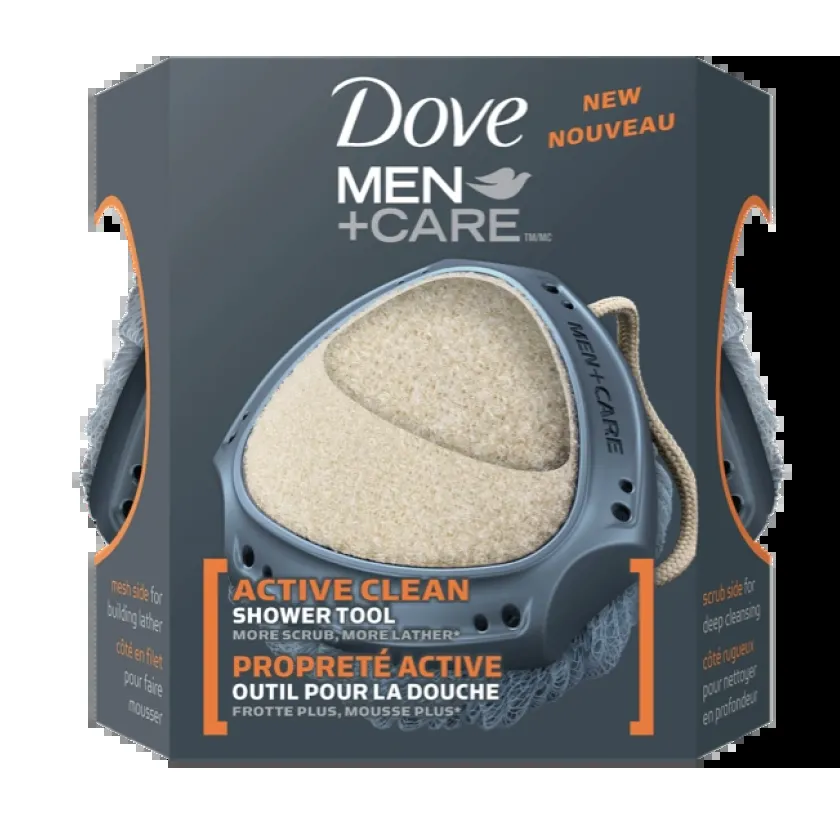 Dove
NEW
NOUVEAU
MEN
+CARE TM/MC
MEN+CARE
ACTIVE CLEAN
SHOWER TOOL
MORE SCRUB, MORE LATHER*
PROPRETÉ ACTIVE
OUTIL POUR LA DOUCHE
FROTTE PLUS, MOUSSE PLUS*
mesh side for
building lather
côté en filet
pour faire
mousser
scrub side for
deep cleansing
côté rugueux
pour nettoyer
en profondeur